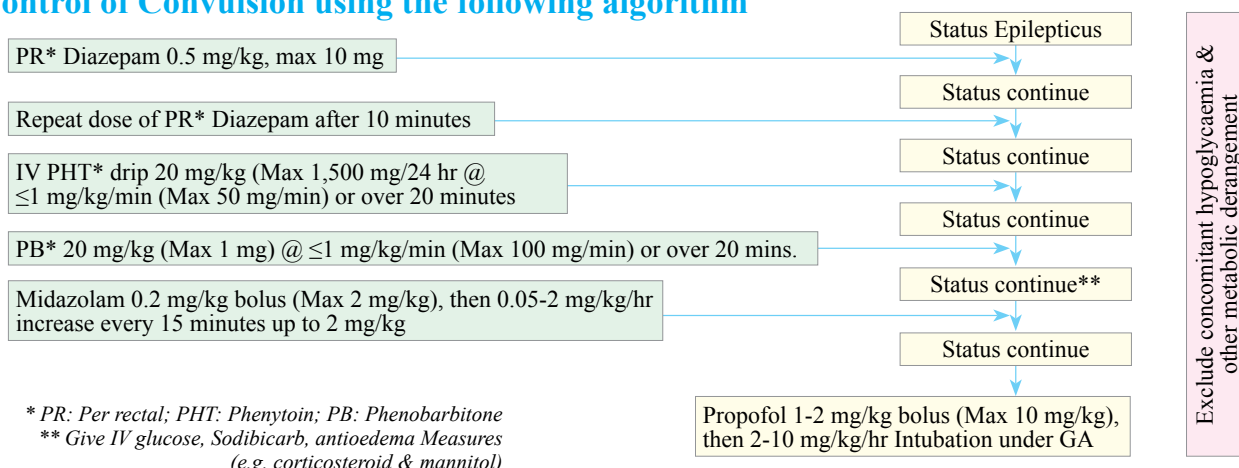 ontrol of Convulsion using the following algorithm
Status Epilepticus
PR* Diazepam 0.5 mg/kg, max 10 mg
Status continue
Repeat dose of PR* Diazepam after 10 minutes
Status continue
IV PHT* drip 20 mg/kg (Max 1,500 mg/24 hr @
≤1 mg/kg/min (Max 50 mg/min) or over 20 minutes
Status continue
PB* 20 mg/kg (Max 1 mg) @ ≤1 mg/kg/min (Max 100 mg/min) or over 20 mins.
Status continue**
Midazolam 0.2 mg/kg bolus (Max 2 mg/kg), then 0.05-2 mg/kg/hr
increase every 15 minutes up to 2 mg/kg
Status continue
Propofol 1-2 mg/kg bolus (Max 10 mg/kg),
then 2-10 mg/kg/hr Intubation under GA
Exclude concomitant hypoglycaemia &
other metabolic derangement
* PR: Per rectal; PHT: Phenytoin; PB: Phenobarbitone
** Give IV glucose, Sodibicarb, antioedema Measures
(e.g. corticosteroid & mannitol)